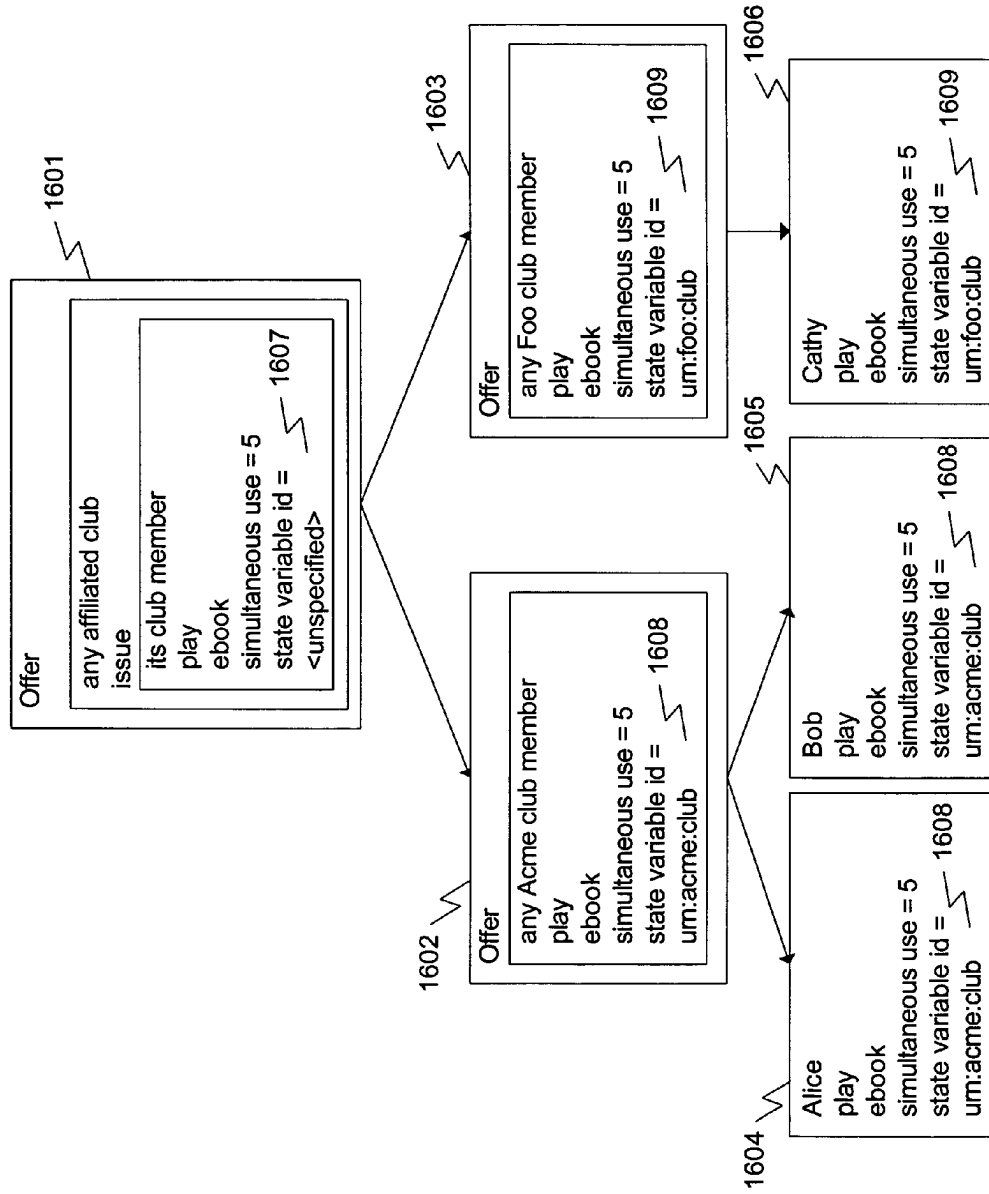 1601
Offer
any affiliated club
issue
its club member
play
ebook
simultaneous use = 5
state variable id =
1607
<unspecified>
1602
Offer
any Acme club member
play
ebook
simultaneous use = 5
state variable id =
1608
urn:acme:club
1603
Offer
any Foo club member
play
ebook
simultaneous use = 5
state variable id =
1609
urn:foo:club
1604
Alice
play
ebook
simultaneous use = 5
state variable id =
1608
urn:acme:club
1605
Bob
play
ebook
simultaneous use = 5
state variable id =
1608
urn:acme:club
1606
Cathy
play
ebook
simultaneous use = 5
state variable id =
1609
urn:foo:club